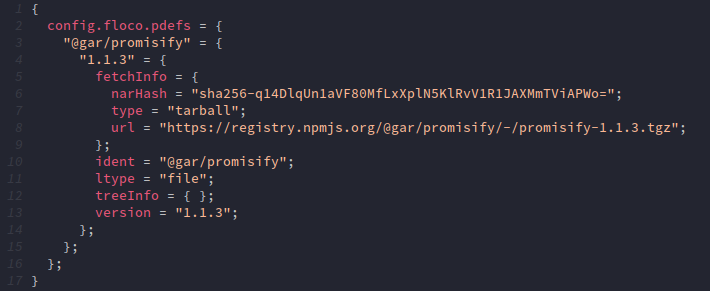 1 {
2   config.floco.pdefs = {
3     "@gar/promisify" = {
4       "1.1.3" = {
5         fetchInfo = {
6           narHash = "sha256-q14DlqUn1aVF80MfLxXplN5KlRvV1R1JAXMmTViAPWo=";
7           type = "tarball";
8           url = "https://registry.npmjs.org/@gar/promisify/-/promisify-1.1.3.tgz";
9         };
10         ident = "@gar/promisify";
11         ltype = "file";
12         treeInfo = { };
13         version = "1.1.3";
14       };
15     };
16   };
17 }